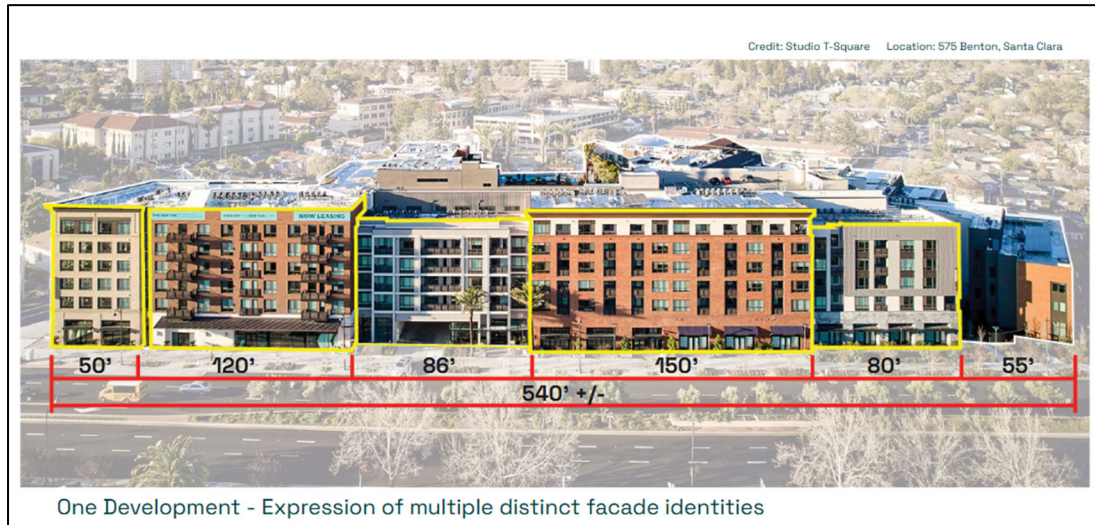 Credit: Studio T-Square Location: 575 Benton, Santa Clara
NOW LEASING
50' 120' 86' 150' 80' 55'
540' +/-
One Development - Expression of multiple distinct facade identities